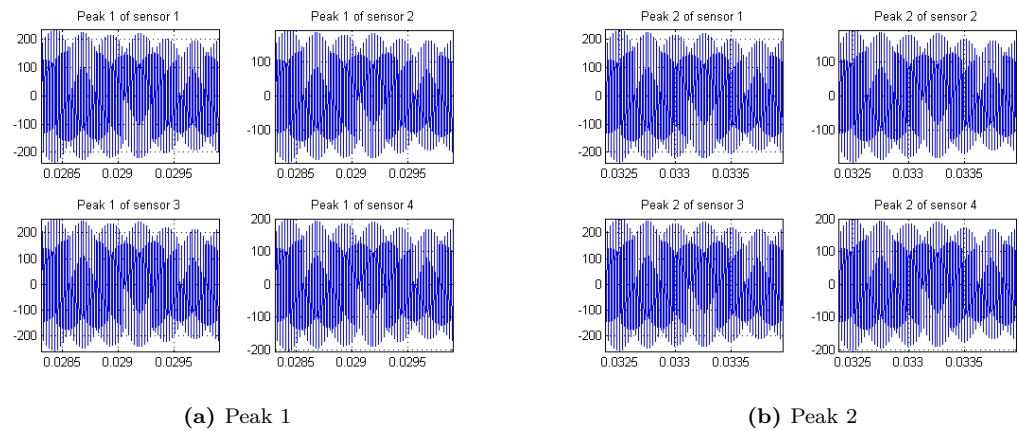 Peak 1 of sensor 1
200
100
0
-100
-200
0.0285 0.029 0.0295
Peak 1 of sensor 2
100
0
-100
0.0285 0.029 0.0295
Peak 1 of sensor 3
200
100
0
-100
-200
0.0285 0.029 0.0295
Peak 1 of sensor 4
200
100
0
-100
-200
0.0285 0.029 0.0295
(a) Peak 1
Peak 2 of sensor 1
200
100
0
-100
-200
0.0325 0.033 0.0335
Peak 2 of sensor 2
100
0
-100
0.0325 0.033 0.0335
Peak 2 of sensor 3
200
100
0
-100
-200
0.0325 0.033 0.0335
Peak 2 of sensor 4
200
100
0
-100
-200
0.0325 0.033 0.0335
(b) Peak 2